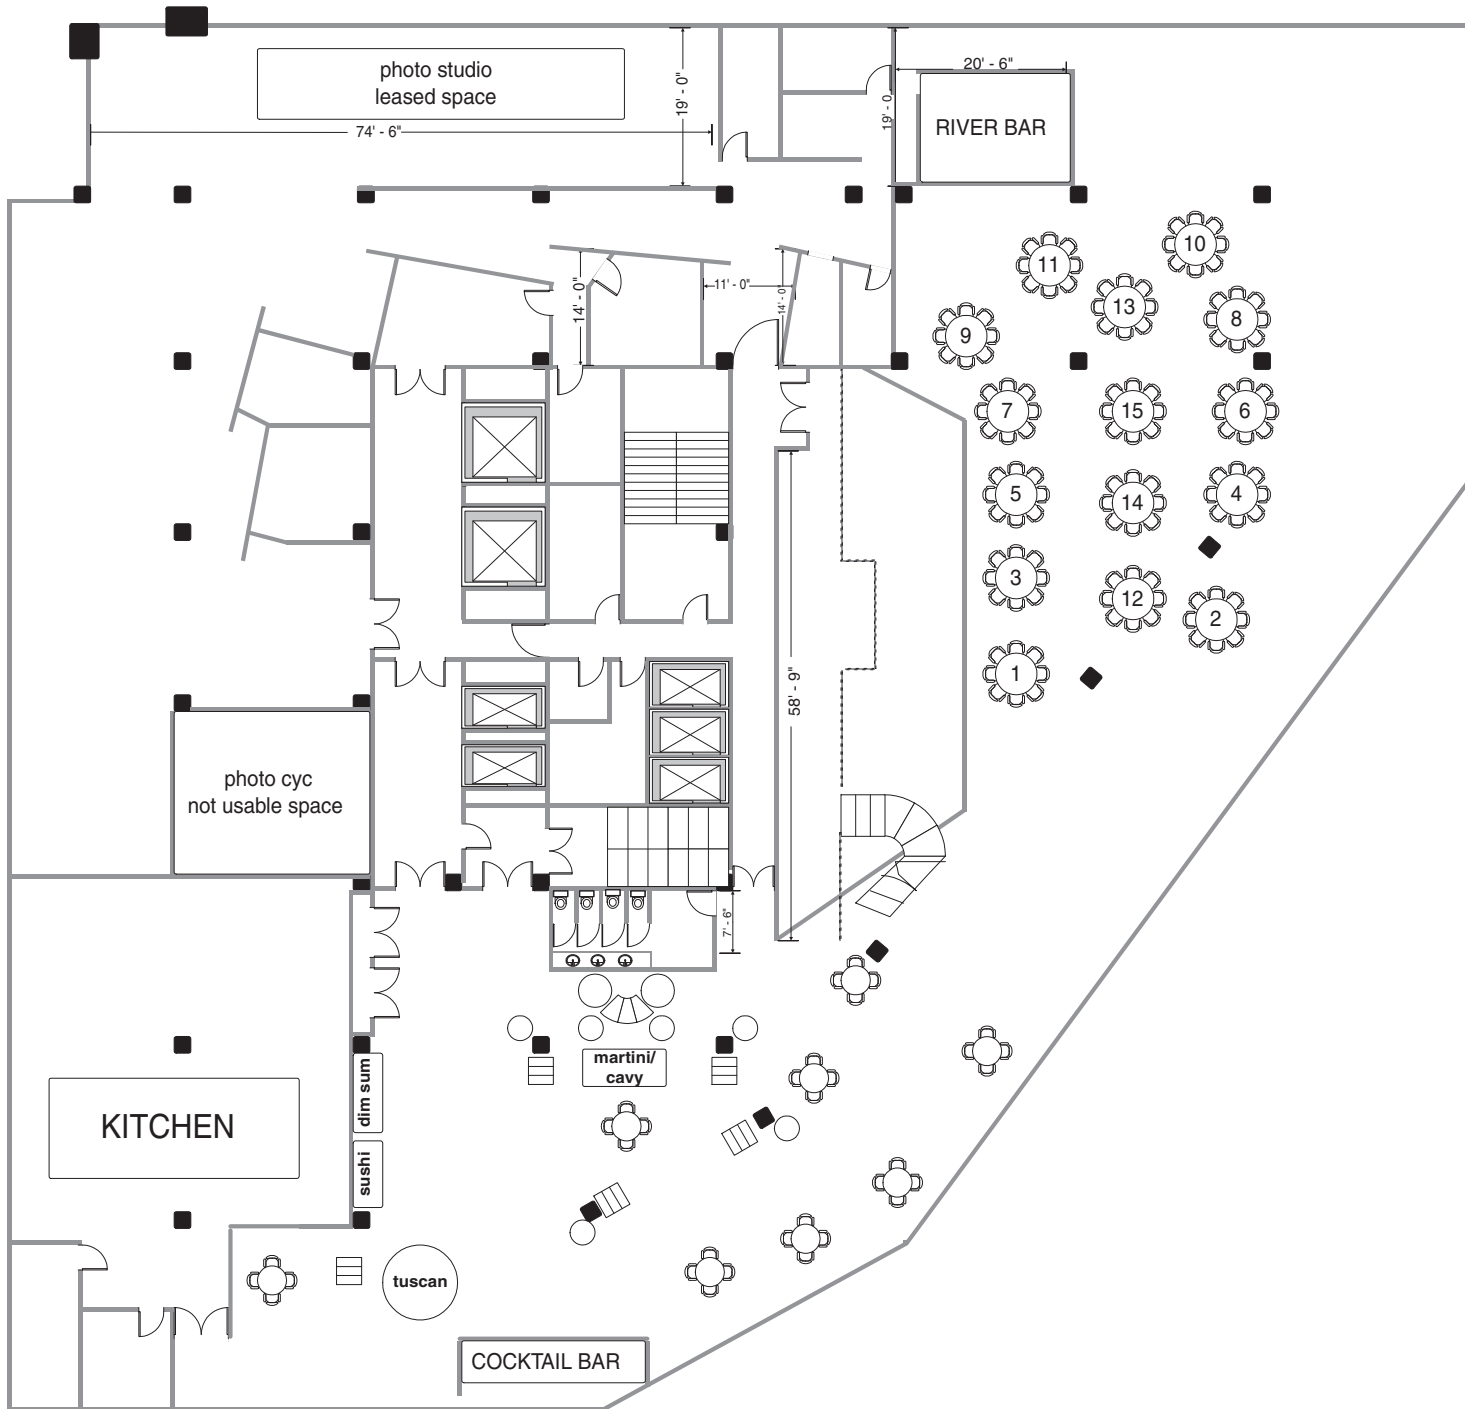 photo studio
leased space
74' - 6"
19' - 0"
19' - 0
20' - 6"
RIVER BAR
10
11
13
8
9
14' - 0"
11' - 0"
14' - 0"
7
15
6
5
14
4
3
12
2
1
58' - 9"
photo cyc
not usable space
7' - 6"
martini/
cavy
dim sum
KITCHEN
sushi
tuscan
COCKTAIL BAR